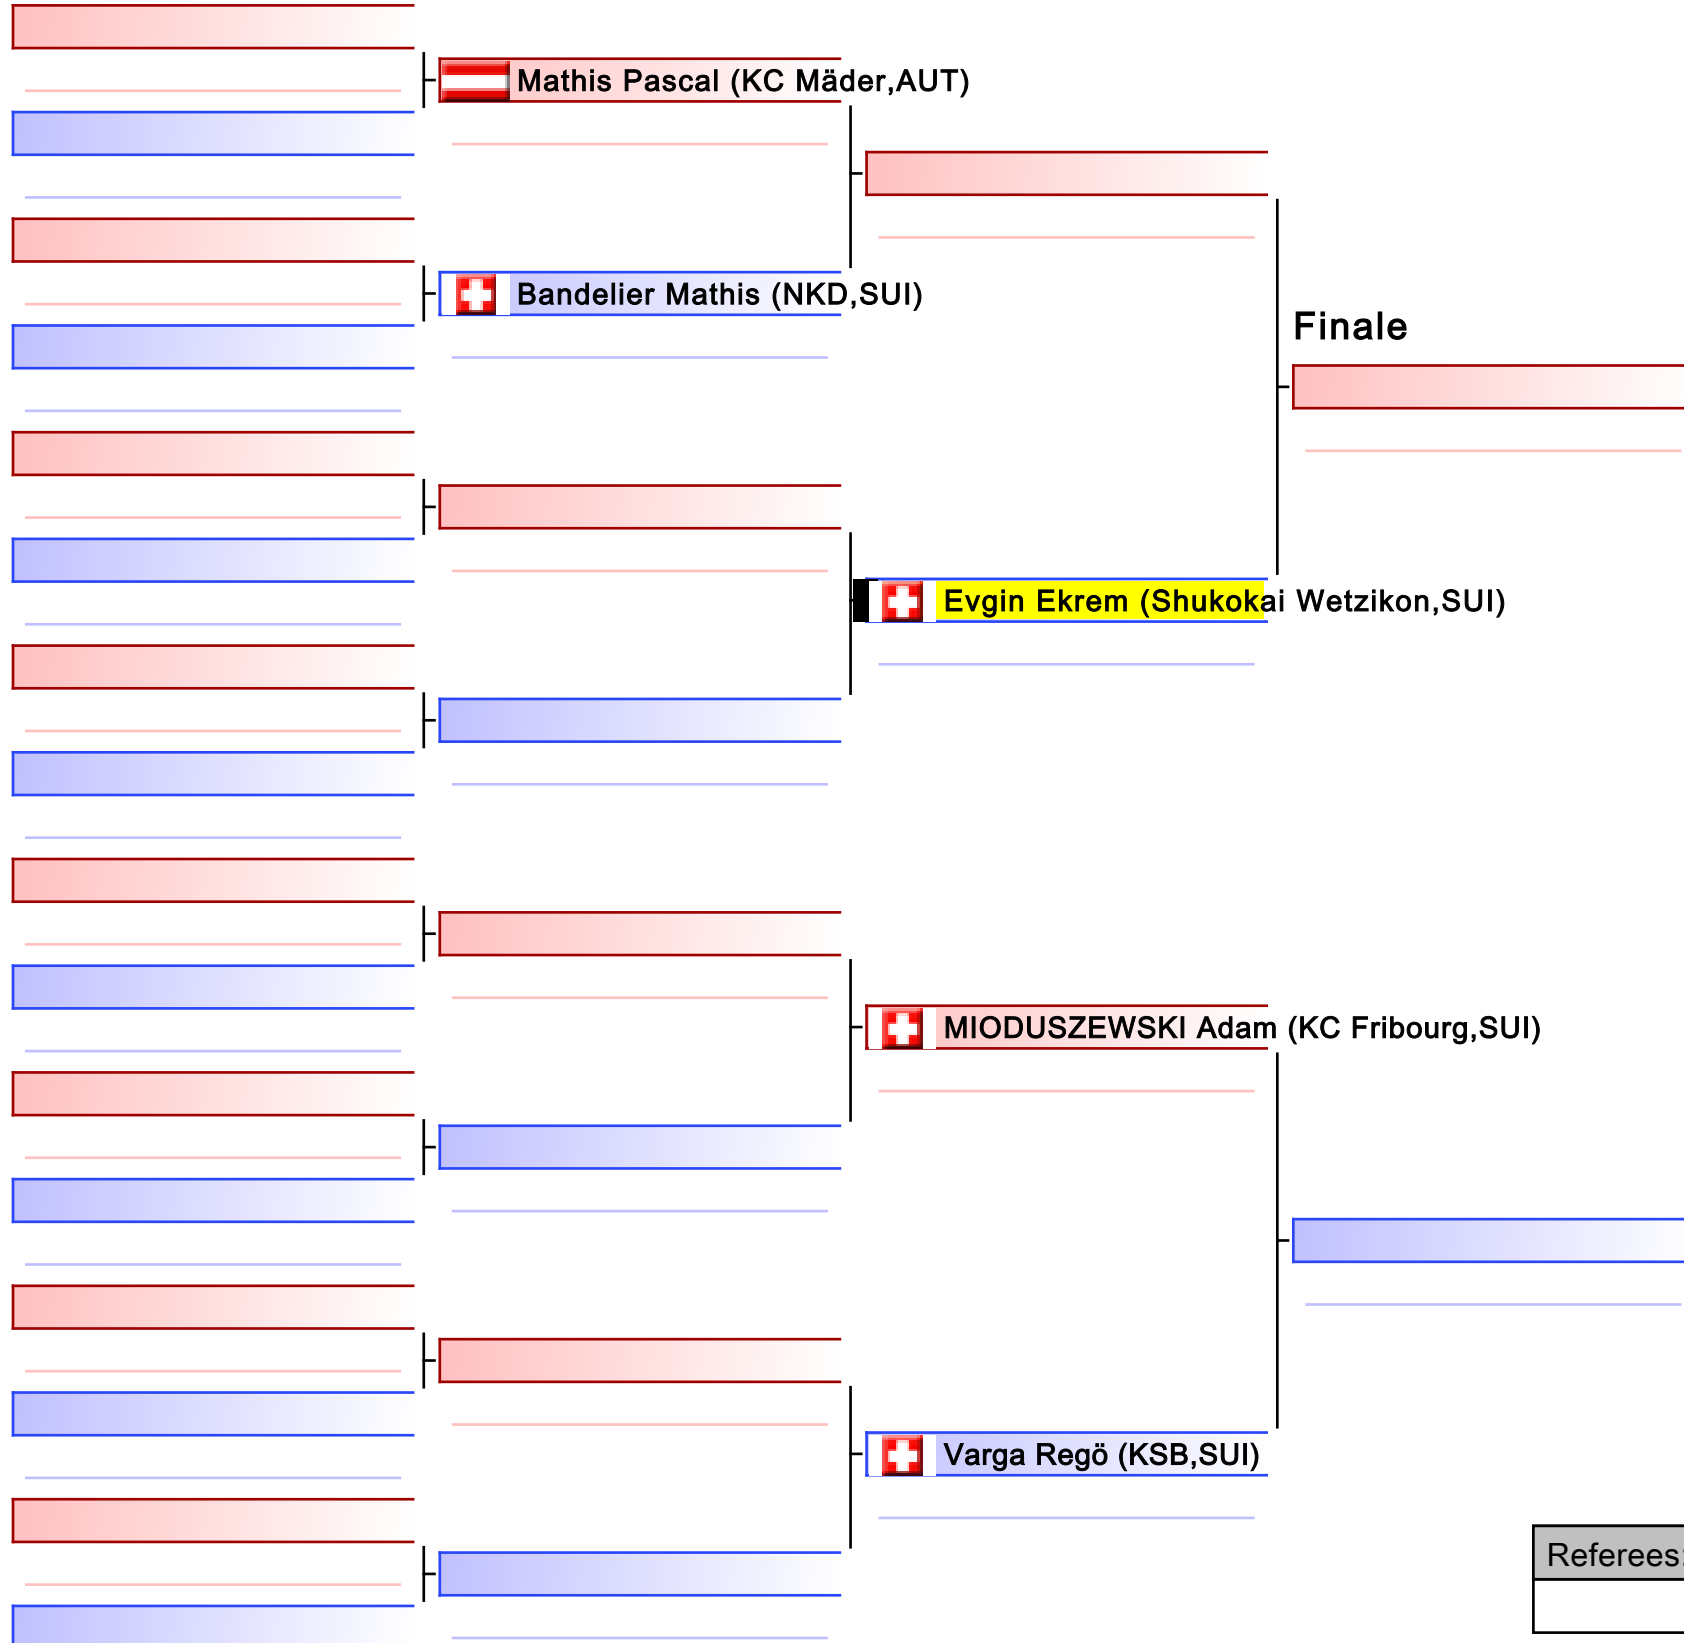 Mathis Pascal (KC Mäder,AUT)
Bandelier Mathis (NKD,SUI)
Finale
Evgin Ekrem (Shukokai Wetzikon,SUI)
MIODUSZEWSKI Adam (KC Fribourg,SUI)
Varga Regö (KSB,SUI)
Referees: